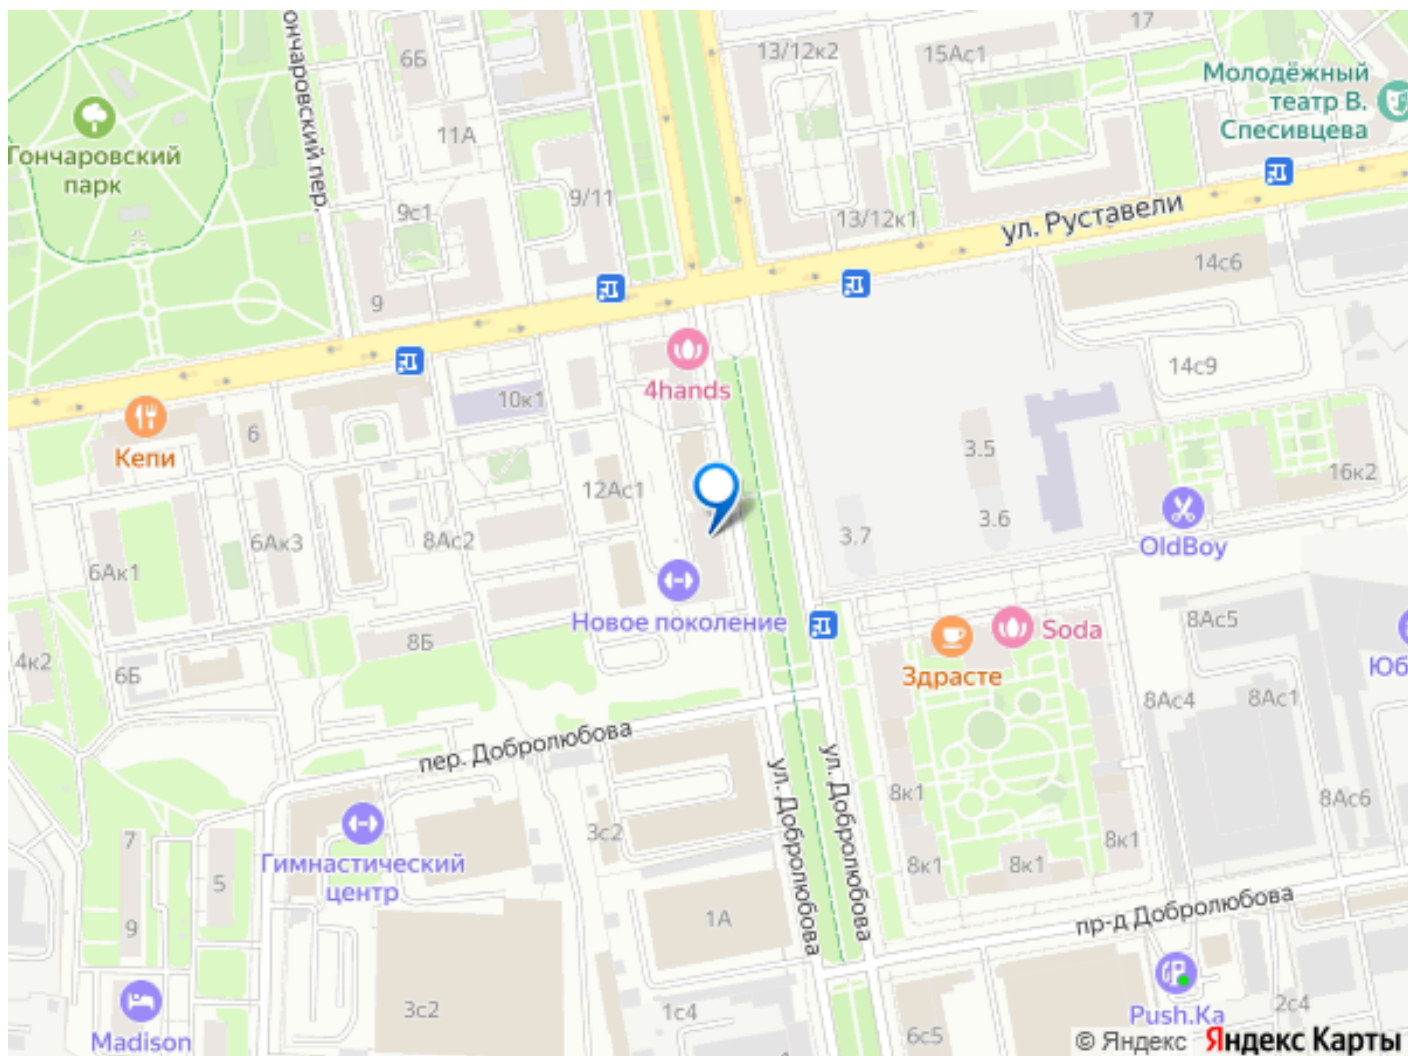 ончаровский пер.
6Б
13/12к2
15Ас1
17
Молодёжный
театр В.
Спесивцева
Гончаровский
парк
11А
9с1
9/11
13/12к1
ул. Руставели
14с6
9
4hands
14с9
10к1
Кепи
6
3.5
16к2
12Ас1
3.6
3.7
OldBoy
6Ак3
8Ас2
6Ак1
Новое поколение
8Ас5
Soda
8Б
Здрасте
4к2
6Б
Юб
8Ас4
8Ас1
пер. Добролюбова
ул. Добролюбова
ул. Добролюбова
8к1
8Ас6
3с2
7
Гимнастический
центр
5
8к1
8к1
8к1
9
1А
пр-д Добролюбова
3с2
1с4
Push.Ka
2с4
6с5
Madison
© Яндекс Яндекс Карты